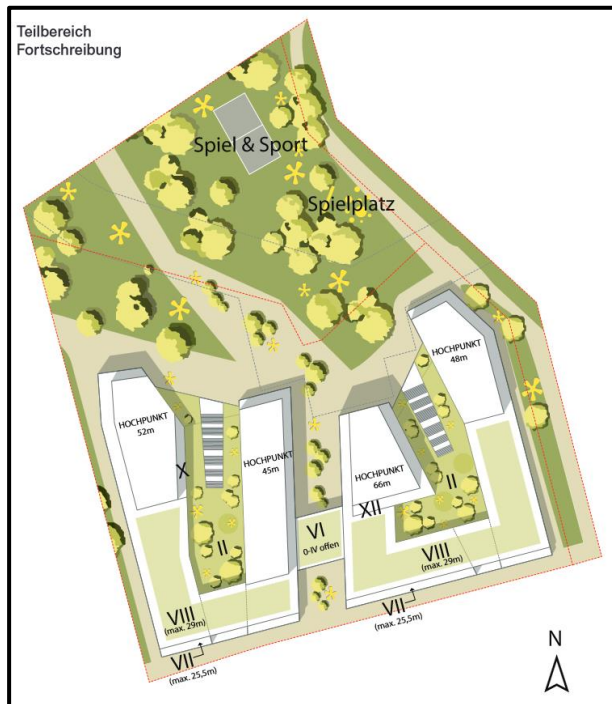 Teilbereich
Fortschreibung
Spiel & Sport
Spielplatz
HOCHPUNKT
48m
HOCHPUNKT
52m
HOCHPUNKT
45m
HOCHPUNKT
66m
X
II
XII
II
VI
0-IV offen
VIII
(max. 29m)
VIII
(max. 29m)
VII
(max. 25,5m)
VII
(max. 25,5m)
N